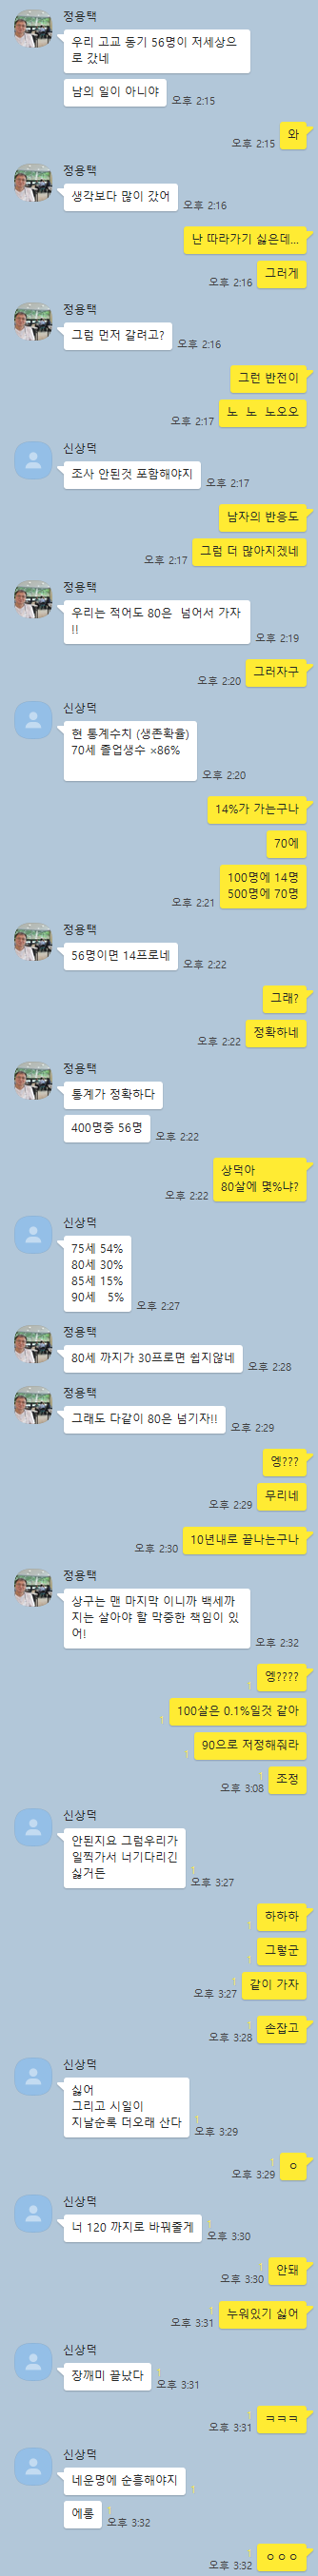 정용택
우리 고교 동기 56명이 저세상으
로 갔네
남의 일이 아니야
오후 2:15
와
오후 2:15
정용택
생각보다 많이 갔어
오후 2:16
난 따라가기 싫은데...
그러게
오후 2:16
정용택
그럼 먼저 갈려고?
오후 2:16
그런 반전이
노 노 노오오
오후 2:17
신상덕
조사 안된것 포함해야지
오후 2:17
남자의 반응도
그럼 더 많아지겠네
오후 2:17
정용택
우리는 적어도 80은 넘어서 가자
!!
오후 2:19
그러자구
오후 2:20
신상덕
현 통계수치 (생존확율)
70세 졸업생수 ×86%
오후 2:20
14%가 가는구나
70에
100명에 14명
500명에 70명
오후 2:21
정용택
56명이면 14프로네
오후 2:22
그래?
정확하네
오후 2:22
정용택
통계가 정확하다
400명중 56명
오후 2:22
상덕아
80살에 몇%냐?
오후 2:22
신상덕
75세 54%
80세 30%
85세 15%
90세 5%
오후 2:27
정용택
80세 까지가 30프로면 쉽지않네
오후 2:28
정용택
그래도 다같이 80은 넘기자!!
오후 2:29
엥???
무리네
오후 2:29
10년내로 끝나는구나
오후 2:30
정용택
상구는 맨 마지막 이니까 백세까
지는 살아야 할 막중한 책임이 있
어!
오후 2:32
1
엥????
1
100살은 0.1%일것 같아
1
90으로 저정해줘라
1
조정
오후 3:08
신상덕
안된지요 그럼우리가
일찍가서 너기다리긴
싫거든
1
오후 3:27
1
하하하
1
그렇군
1
같이 가자
오후 3:27
1
손잡고
오후 3:28
신상덕
싫어
그리고 시일이
지날순록 더오래 산다
1
오후 3:29
1
ㅇ
오후 3:29
신상덕
너 120 까지로 바꿔줄게
1
오후 3:30
1
안돼
오후 3:30
1
누워있기 싫어
오후 3:31
신상덕
장깨미 끝났다
1
오후 3:31
1
ㅋㅋㅋ
오후 3:31
신상덕
네운명에 순흥해야지
1
에롱
1
오후 3:32
1
ㅇㅇㅇ
오후 3:32